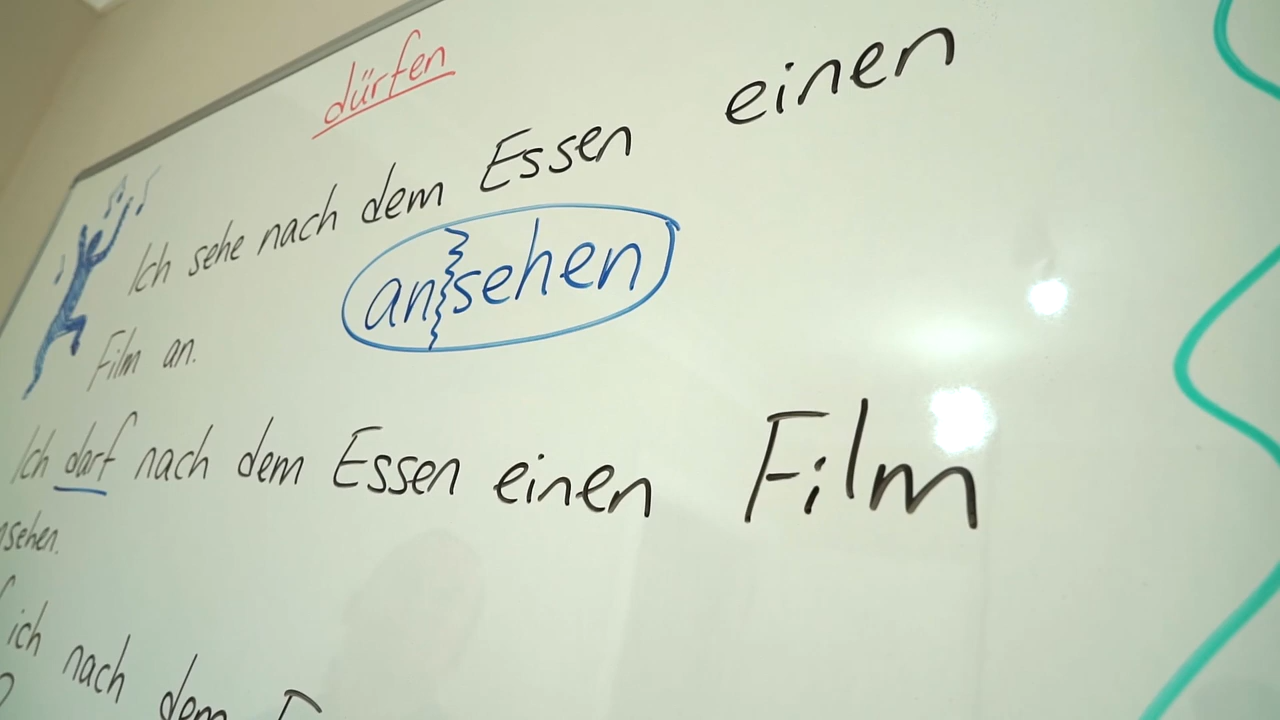 dürfen
Ich sehe nach dem Essen einen
Film an.
ansehen
Ich darf nach dem Essen einen Film
nsehen.
ich nach dem